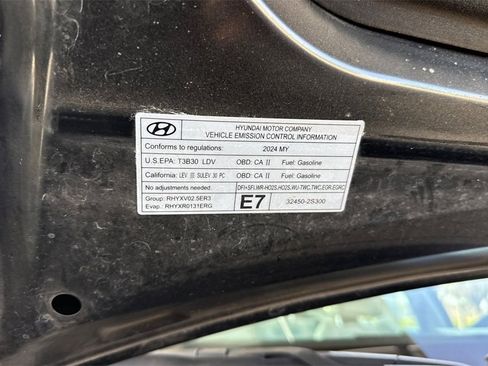 HYUNDAI MOTOR COMPANY
VEHICLE EMISSION CONTROL INFORMATION
Conforms to regulations: 2024 MY
U.S.EPA: T3B30 LDV OBD: CA II Fuel: Gasoline
California: LEV III SULEV 30 PC OBD: CA II Fuel: Gasoline
No adjustments needed. DFI+SFI,WR-HO2S,HO2S,WU-TWC,TWC,EGR,EGRC
Group: RHYXV02.5ER3 E7 32450-2S300
Evap.: RHYXR0131ERG